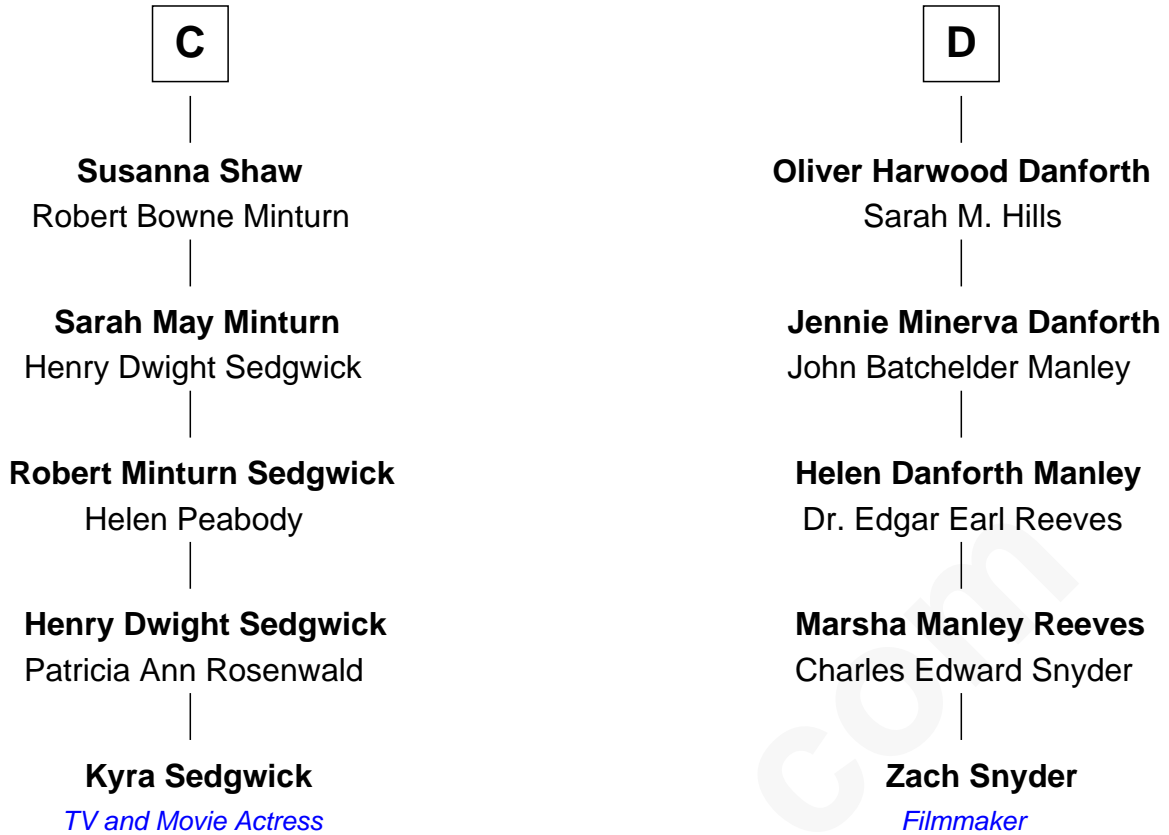 C
Susanna Shaw
Robert Bowne Minturn
Sarah May Minturn
Henry Dwight Sedgwick
Robert Minturn Sedgwick
Helen Peabody
Henry Dwight Sedgwick
Patricia Ann Rosenwald
Kyra Sedgwick
TV and Movie Actress
D
Oliver Harwood Danforth
Sarah M. Hills
Jennie Minerva Danforth
John Batchelder Manley
Helen Danforth Manley
Dr. Edgar Earl Reeves
Marsha Manley Reeves
Charles Edward Snyder
Zach Snyder
Filmmaker
com